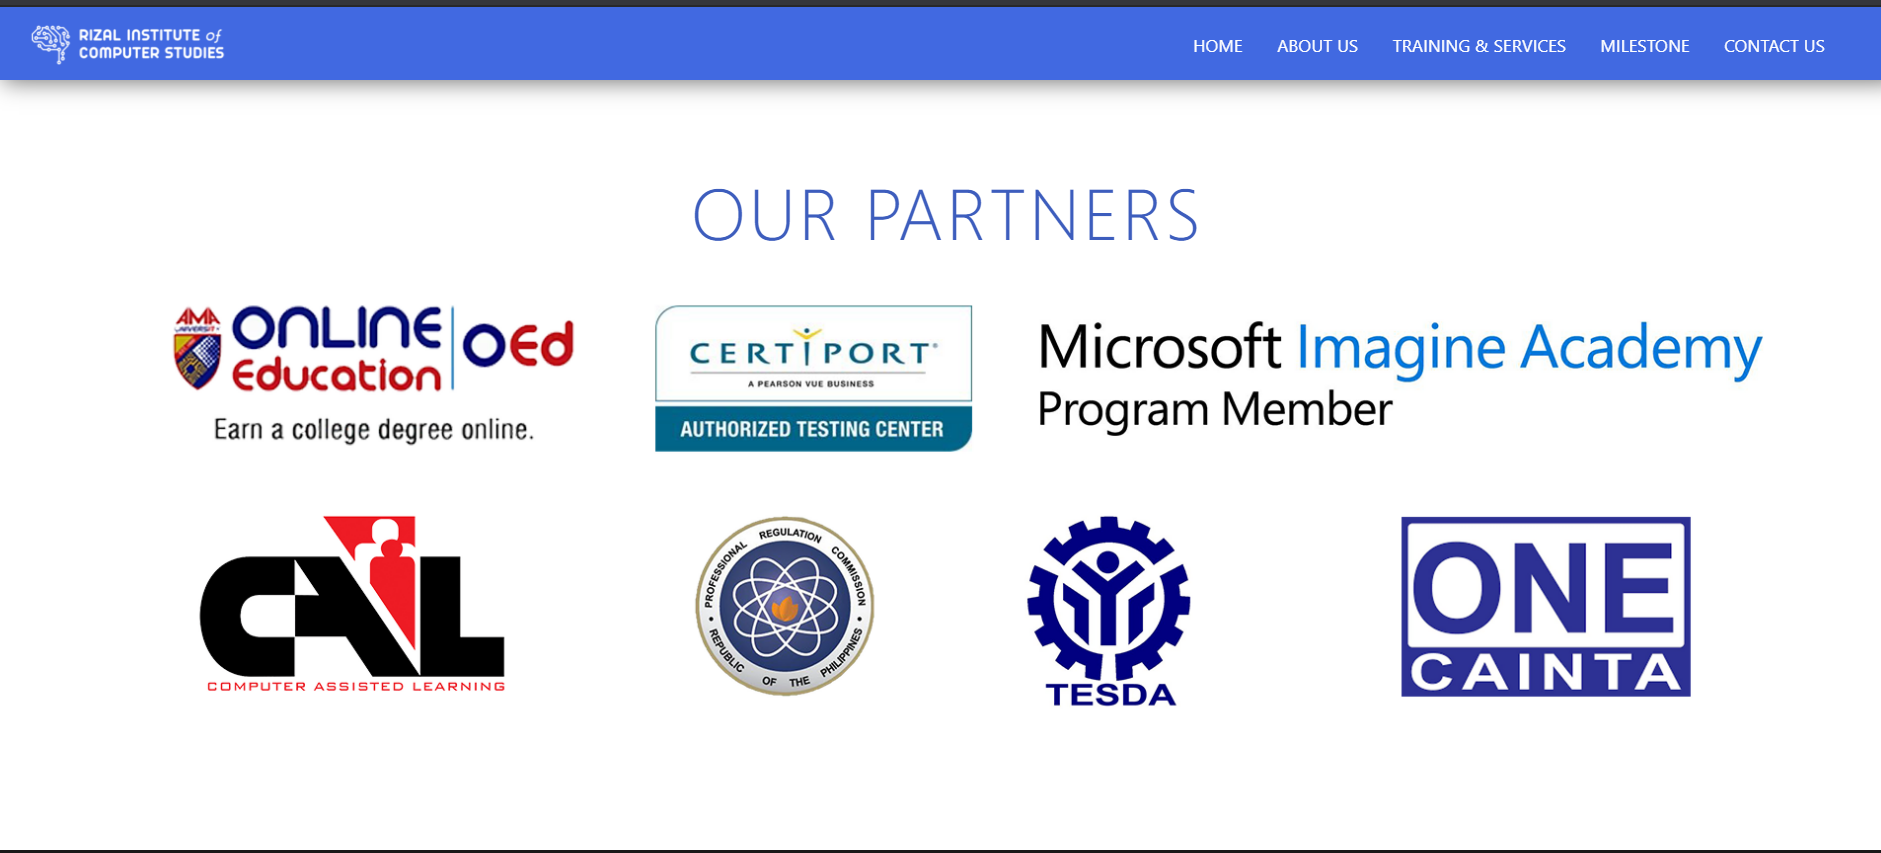 RIZAL INSTITUTE of
COMPUTER STUDIES
HOME ABOUT US TRAINING & SERVICES MILESTONE CONTACT US
OUR PARTNERS
AMA
UNIVERSITY
ONLINE
Education
OEd
Earn a college degree online.
CERTIPORT®
A PEARSON VUE BUSINESS
AUTHORIZED TESTING CENTER
Microsoft Imagine Academy
Program Member
CAL
COMPUTER ASSISTED LEARNING
PROFESSIONAL REGULATION COMMISSION
• REPUBLIC OF THE PHILIPPINES •
TESDA
ONE
CAINTA